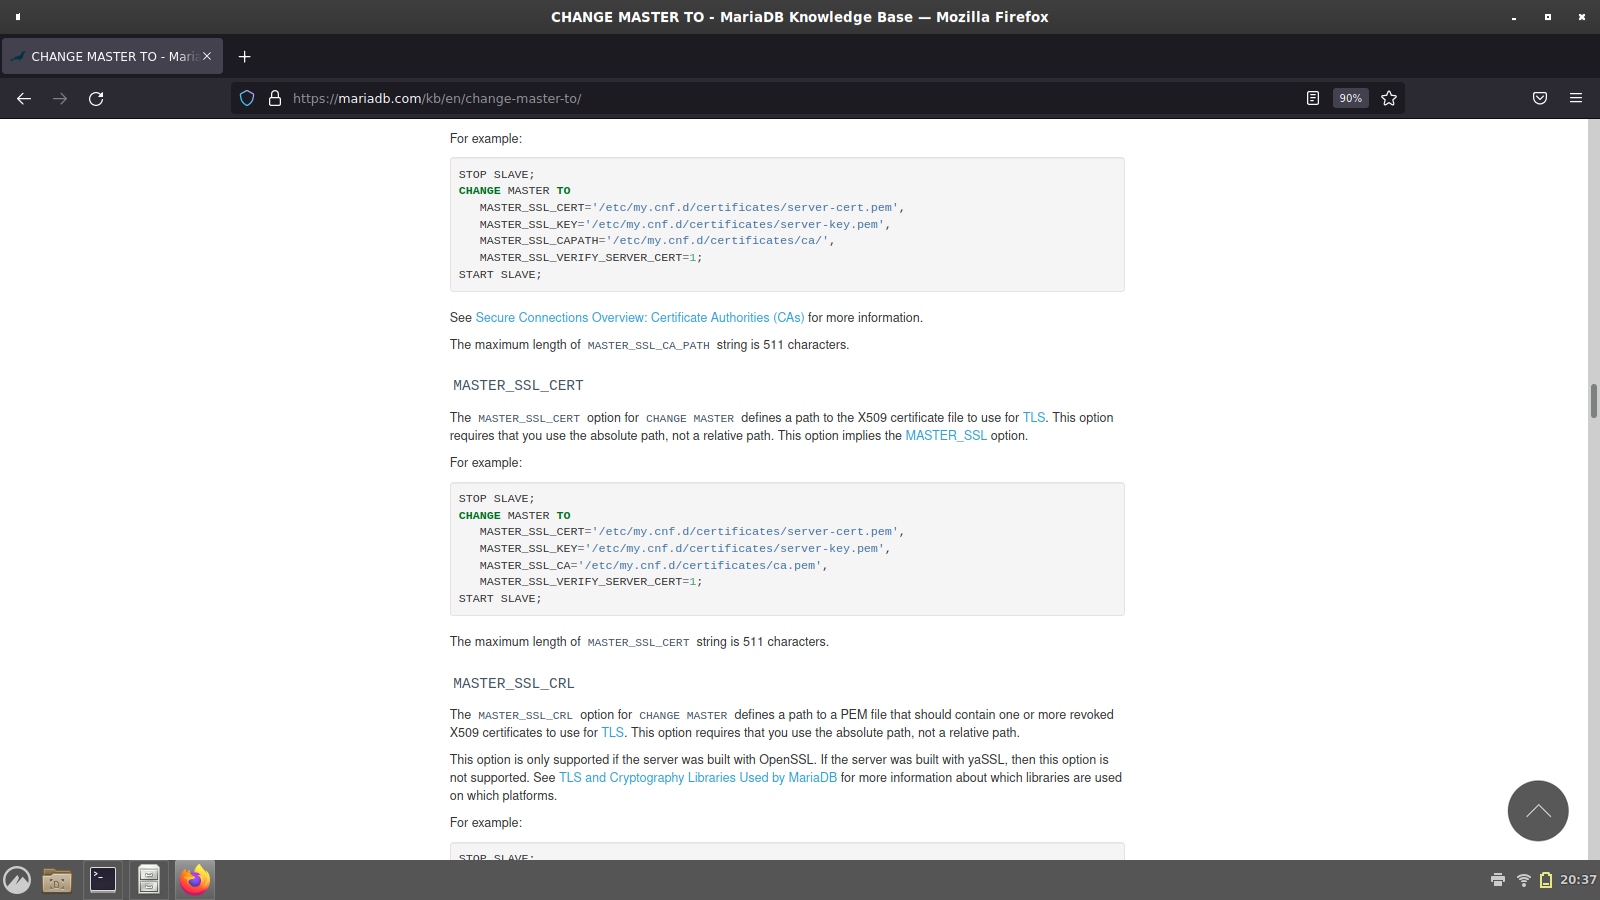 CHANGE MASTER TO - MariaDB Knowledge Base — Mozilla Firefox
CHANGE MASTER TO - Maria
https://mariadb.com/kb/en/change-master-to/
90%
For example:
STOP SLAVE;
CHANGE MASTER TO
   MASTER_SSL_CERT='/etc/my.cnf.d/certificates/server-cert.pem',
   MASTER_SSL_KEY='/etc/my.cnf.d/certificates/server-key.pem',
   MASTER_SSL_CAPATH='/etc/my.cnf.d/certificates/ca/',
   MASTER_SSL_VERIFY_SERVER_CERT=1;
START SLAVE;
See Secure Connections Overview: Certificate Authorities (CAs) for more information.
The maximum length of MASTER_SSL_CA_PATH string is 511 characters.
MASTER_SSL_CERT
The MASTER_SSL_CERT option for CHANGE MASTER defines a path to the X509 certificate file to use for TLS. This option
requires that you use the absolute path, not a relative path. This option implies the MASTER_SSL option.
For example:
STOP SLAVE;
CHANGE MASTER TO
   MASTER_SSL_CERT='/etc/my.cnf.d/certificates/server-cert.pem',
   MASTER_SSL_KEY='/etc/my.cnf.d/certificates/server-key.pem',
   MASTER_SSL_CA='/etc/my.cnf.d/certificates/ca.pem',
   MASTER_SSL_VERIFY_SERVER_CERT=1;
START SLAVE;
The maximum length of MASTER_SSL_CERT string is 511 characters.
MASTER_SSL_CRL
The MASTER_SSL_CRL option for CHANGE MASTER defines a path to a PEM file that should contain one or more revoked
X509 certificates to use for TLS. This option requires that you use the absolute path, not a relative path.
This option is only supported if the server was built with OpenSSL. If the server was built with yaSSL, then this option is
not supported. See TLS and Cryptography Libraries Used by MariaDB for more information about which libraries are used
on which platforms.
For example:
STOP SLAVE;
20:37